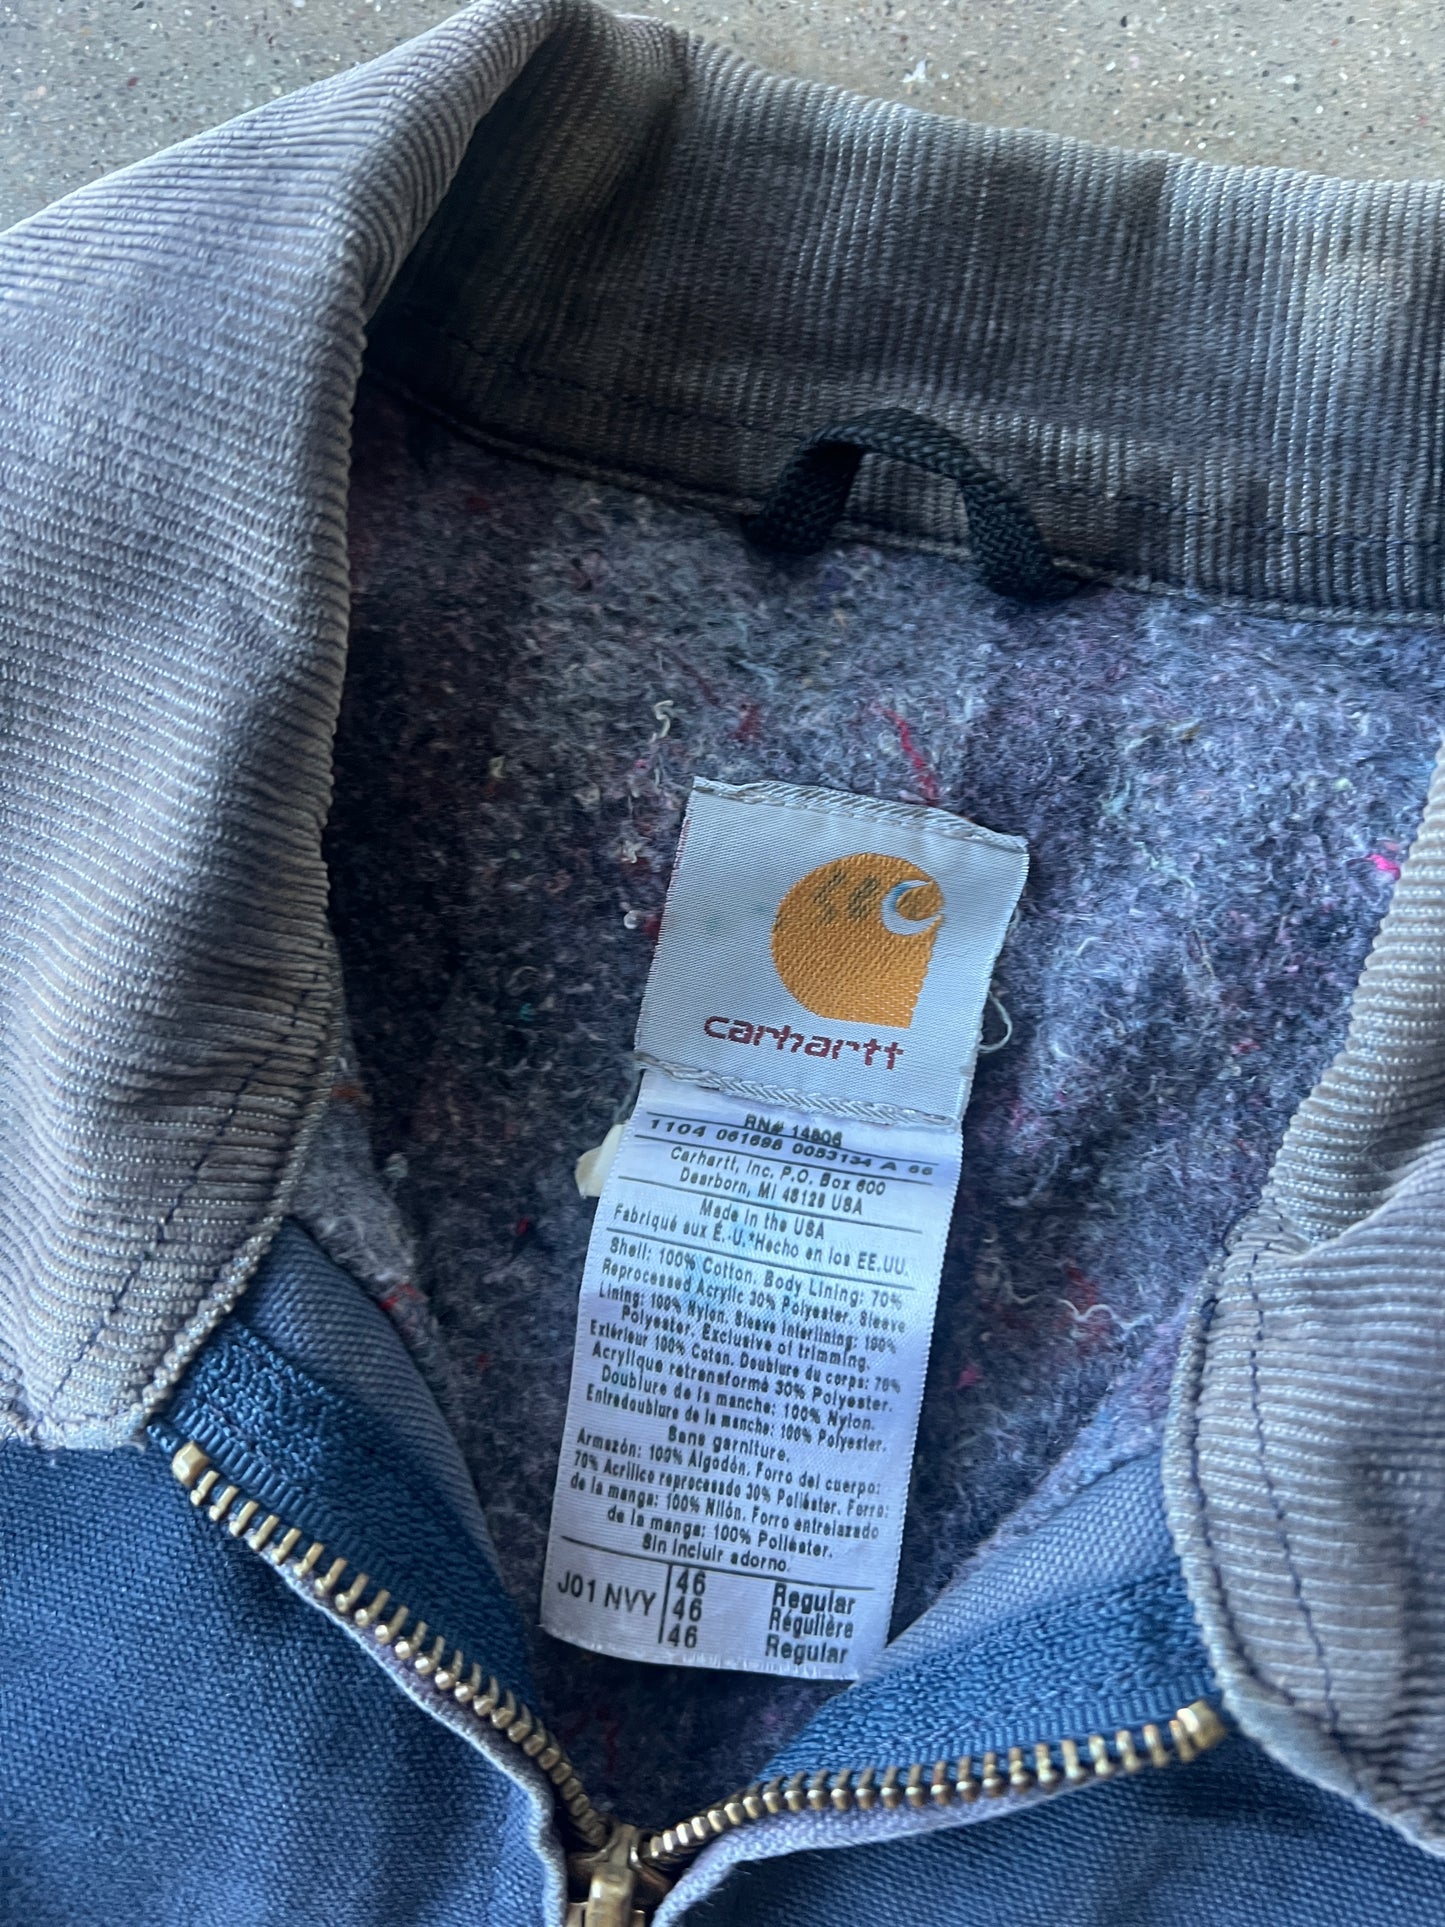 carhartt
RN# 14806
1104 061698 0053134 A 66
Carhartt, Inc. P.O. Box 600
Dearborn, MI 48126 USA
Made in the USA
Fabriqué aux É.-U.*Hecho en los EE.UU.
Shell: 100% Cotton. Body Lining: 70%
Reprocessed Acrylic 30% Polyester. Sleeve
Lining: 100% Nylon. Sleeve Interlining: 100%
Polyester. Exclusive of trimming.
Extérieur 100% Coton. Doublure du corps: 70%
Acrylique retransformé 30% Polyester.
Doublure de la manche: 100% Nylon.
Entredoublure de la manche: 100% Polyester.
Sans garniture.
Armazón: 100% Algodón. Forro del cuerpo:
70% Acrílico reprocesado 30% Poliéster. Forro
de la manga: 100% Nilón. Forro entrelazado
de la manga: 100% Poliéster.
Sin incluir adorno.
J01 NVY
46 Regular
46 Régulière
46 Regular